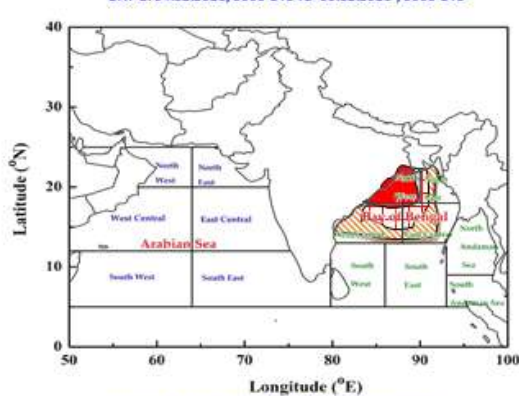 40
30
20
10
0
Latitude (°N)
North
West
North
East
West Central
East Central
Arabian Sea
South West
South East
Bay of Bengal
South
West
South
East
North
Andaman
Sea
South
Andaman Sea
50
60
70
80
90
100
Longitude (°E)